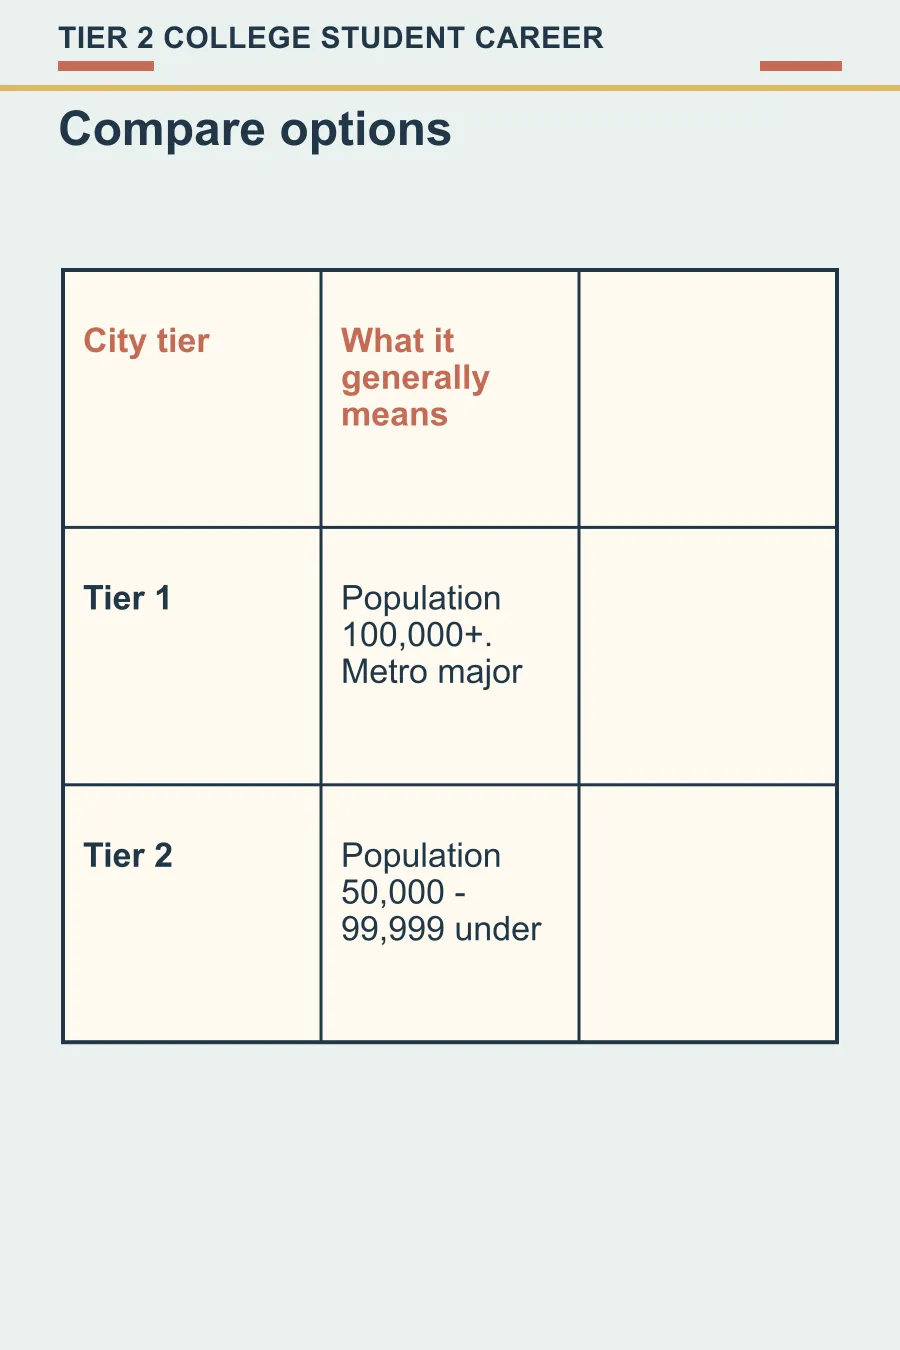 TIER 2 COLLEGE STUDENT CAREER
Compare options
City tier
What it
generally
means
Tier 1
Population
100,000+.
Metro major
Tier 2
Population
50,000 -
99,999 under